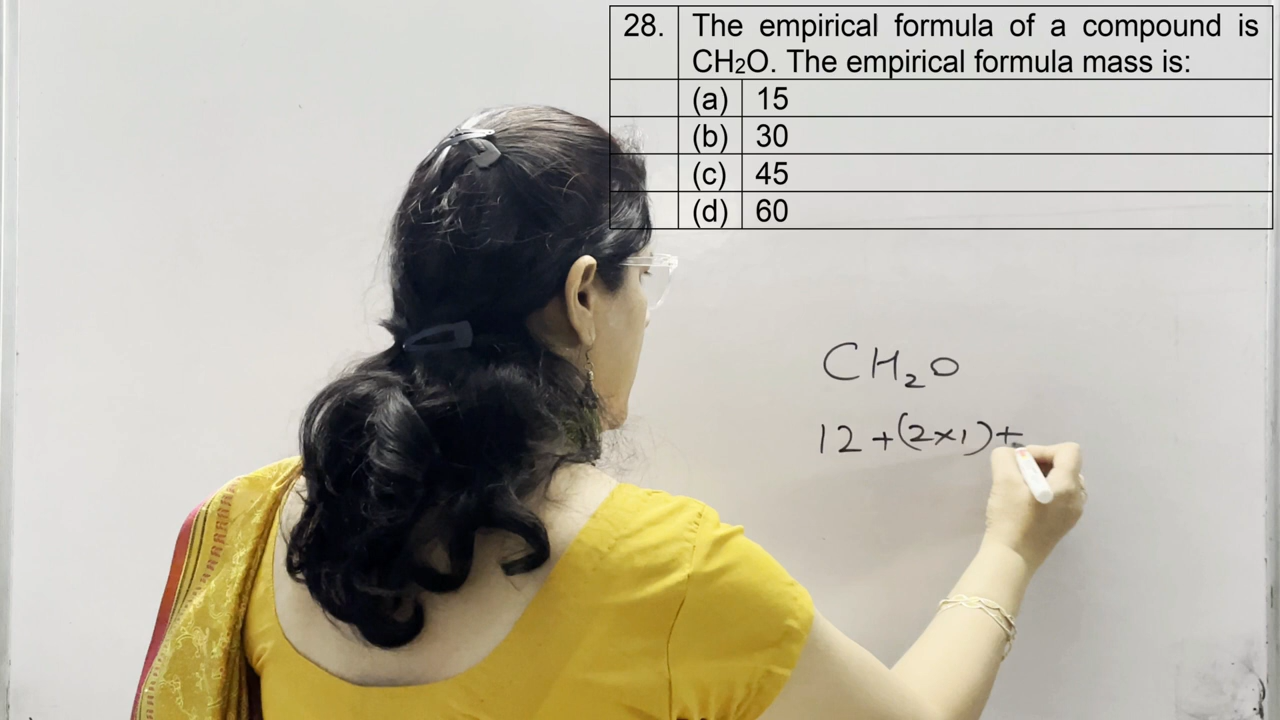 28. The empirical formula of a compound is
CH2O. The empirical formula mass is:
(a) 15
(b) 30
(c) 45
(d) 60
CH₂O
12 + (2×1) +